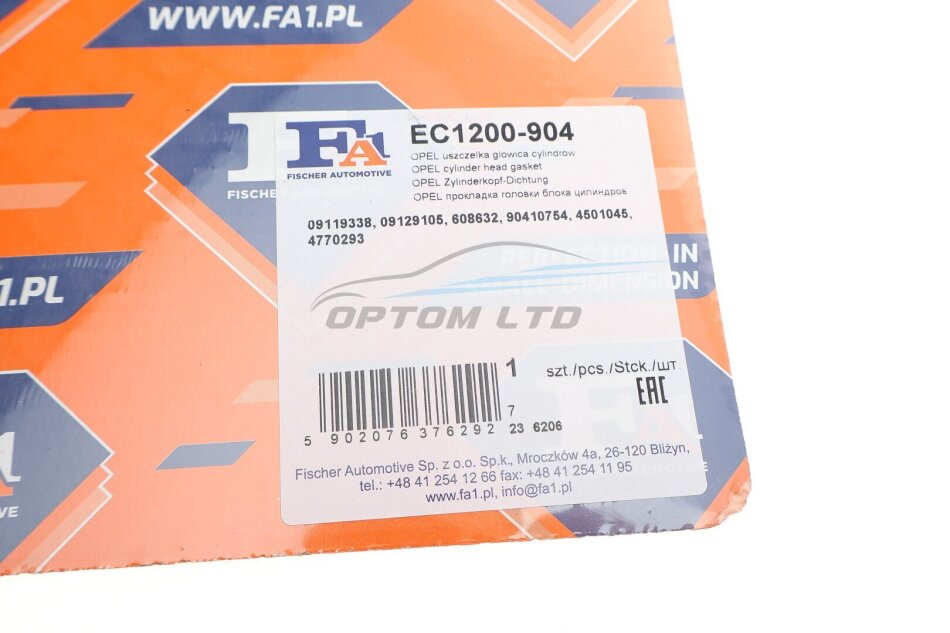 WWW.FA1.PL
FA1
FISCHER AUTOMOTIVE
EC1200-904
OPEL uszczelka glowica cylindrow
OPEL cylinder head gasket
OPEL Zylinderkopf-Dichtung
OPEL прокладка головки блока цилиндров
09119338, 09129105, 608632, 90410754, 4501045,
4770293
PERFECTION IN
SMALL DIMENSION
1.PL
OPTOM LTD
1 szt./pcs./Stck./шт
EAC
5 902076 376292 7
23 6206
Fischer Automotive Sp. z o.o. Sp.k., Mroczków 4a, 26-120 Bliżyn,
tel.: +48 41 254 12 66 fax: +48 41 254 11 95
www.fa1.pl, info@fa1.pl